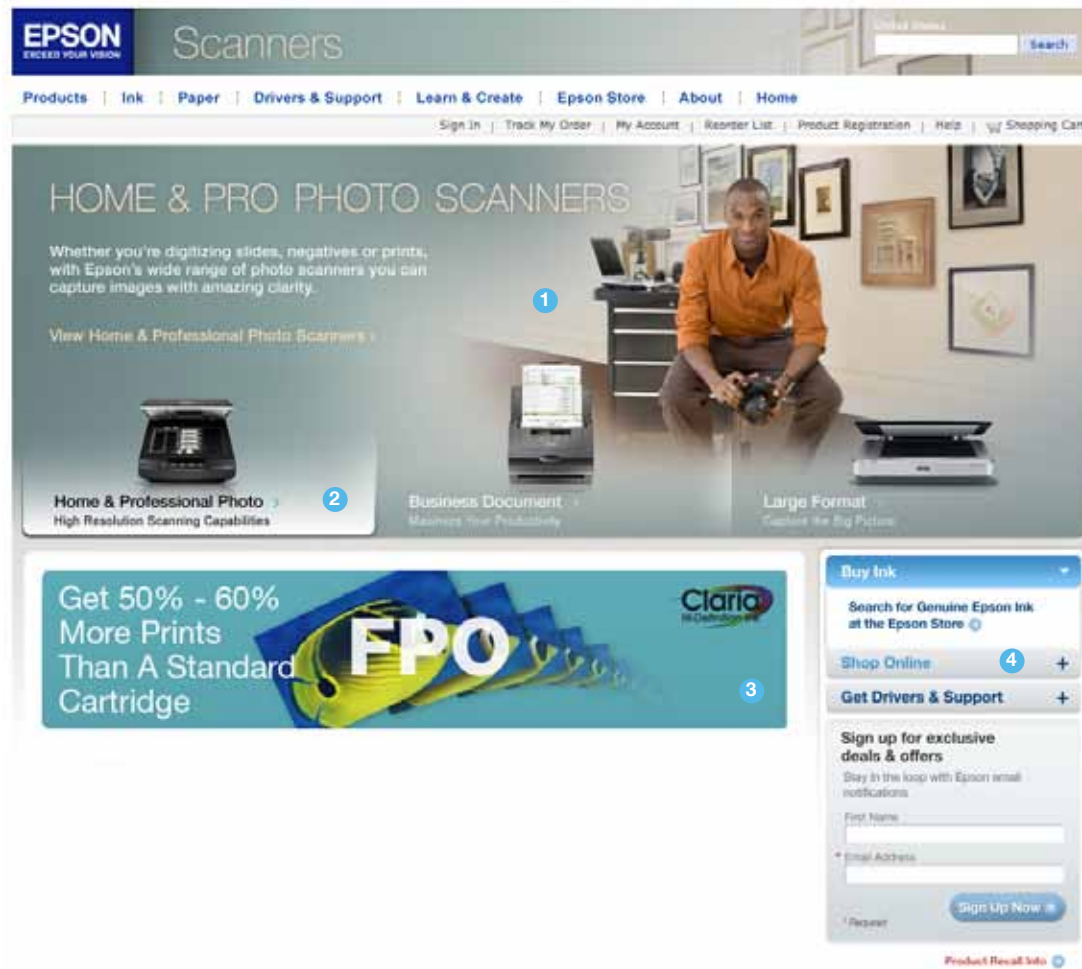 EPSON
EXCEED YOUR VISION
Scanners
United States
Search
Products | Ink | Paper | Drivers & Support | Learn & Create | Epson Store | About | Home
Sign In | Track My Order | My Account | Reorder List | Product Registration | Help | Shopping Car
HOME & PRO PHOTO SCANNERS
Whether you're digitizing slides, negatives or prints,
with Epson's wide range of photo scanners you can
capture images with amazing clarity.
1
View Home & Professional Photo Scanners ›
Home & Professional Photo ›
High Resolution Scanning Capabilities
2
Business Document ›
Maximize Your Productivity
Large Format ›
Capture the Big Picture
Get 50% - 60%
More Prints
Than A Standard
Cartridge
FPO
Claria
Hi-Definition Ink
3
Buy Ink
Search for Genuine Epson Ink
at the Epson Store
Shop Online
4
+
Get Drivers & Support +
Sign up for exclusive
deals & offers
Stay in the loop with Epson email
notifications
First Name
* Email Address
Sign Up Now
* Required
Product Recall Info